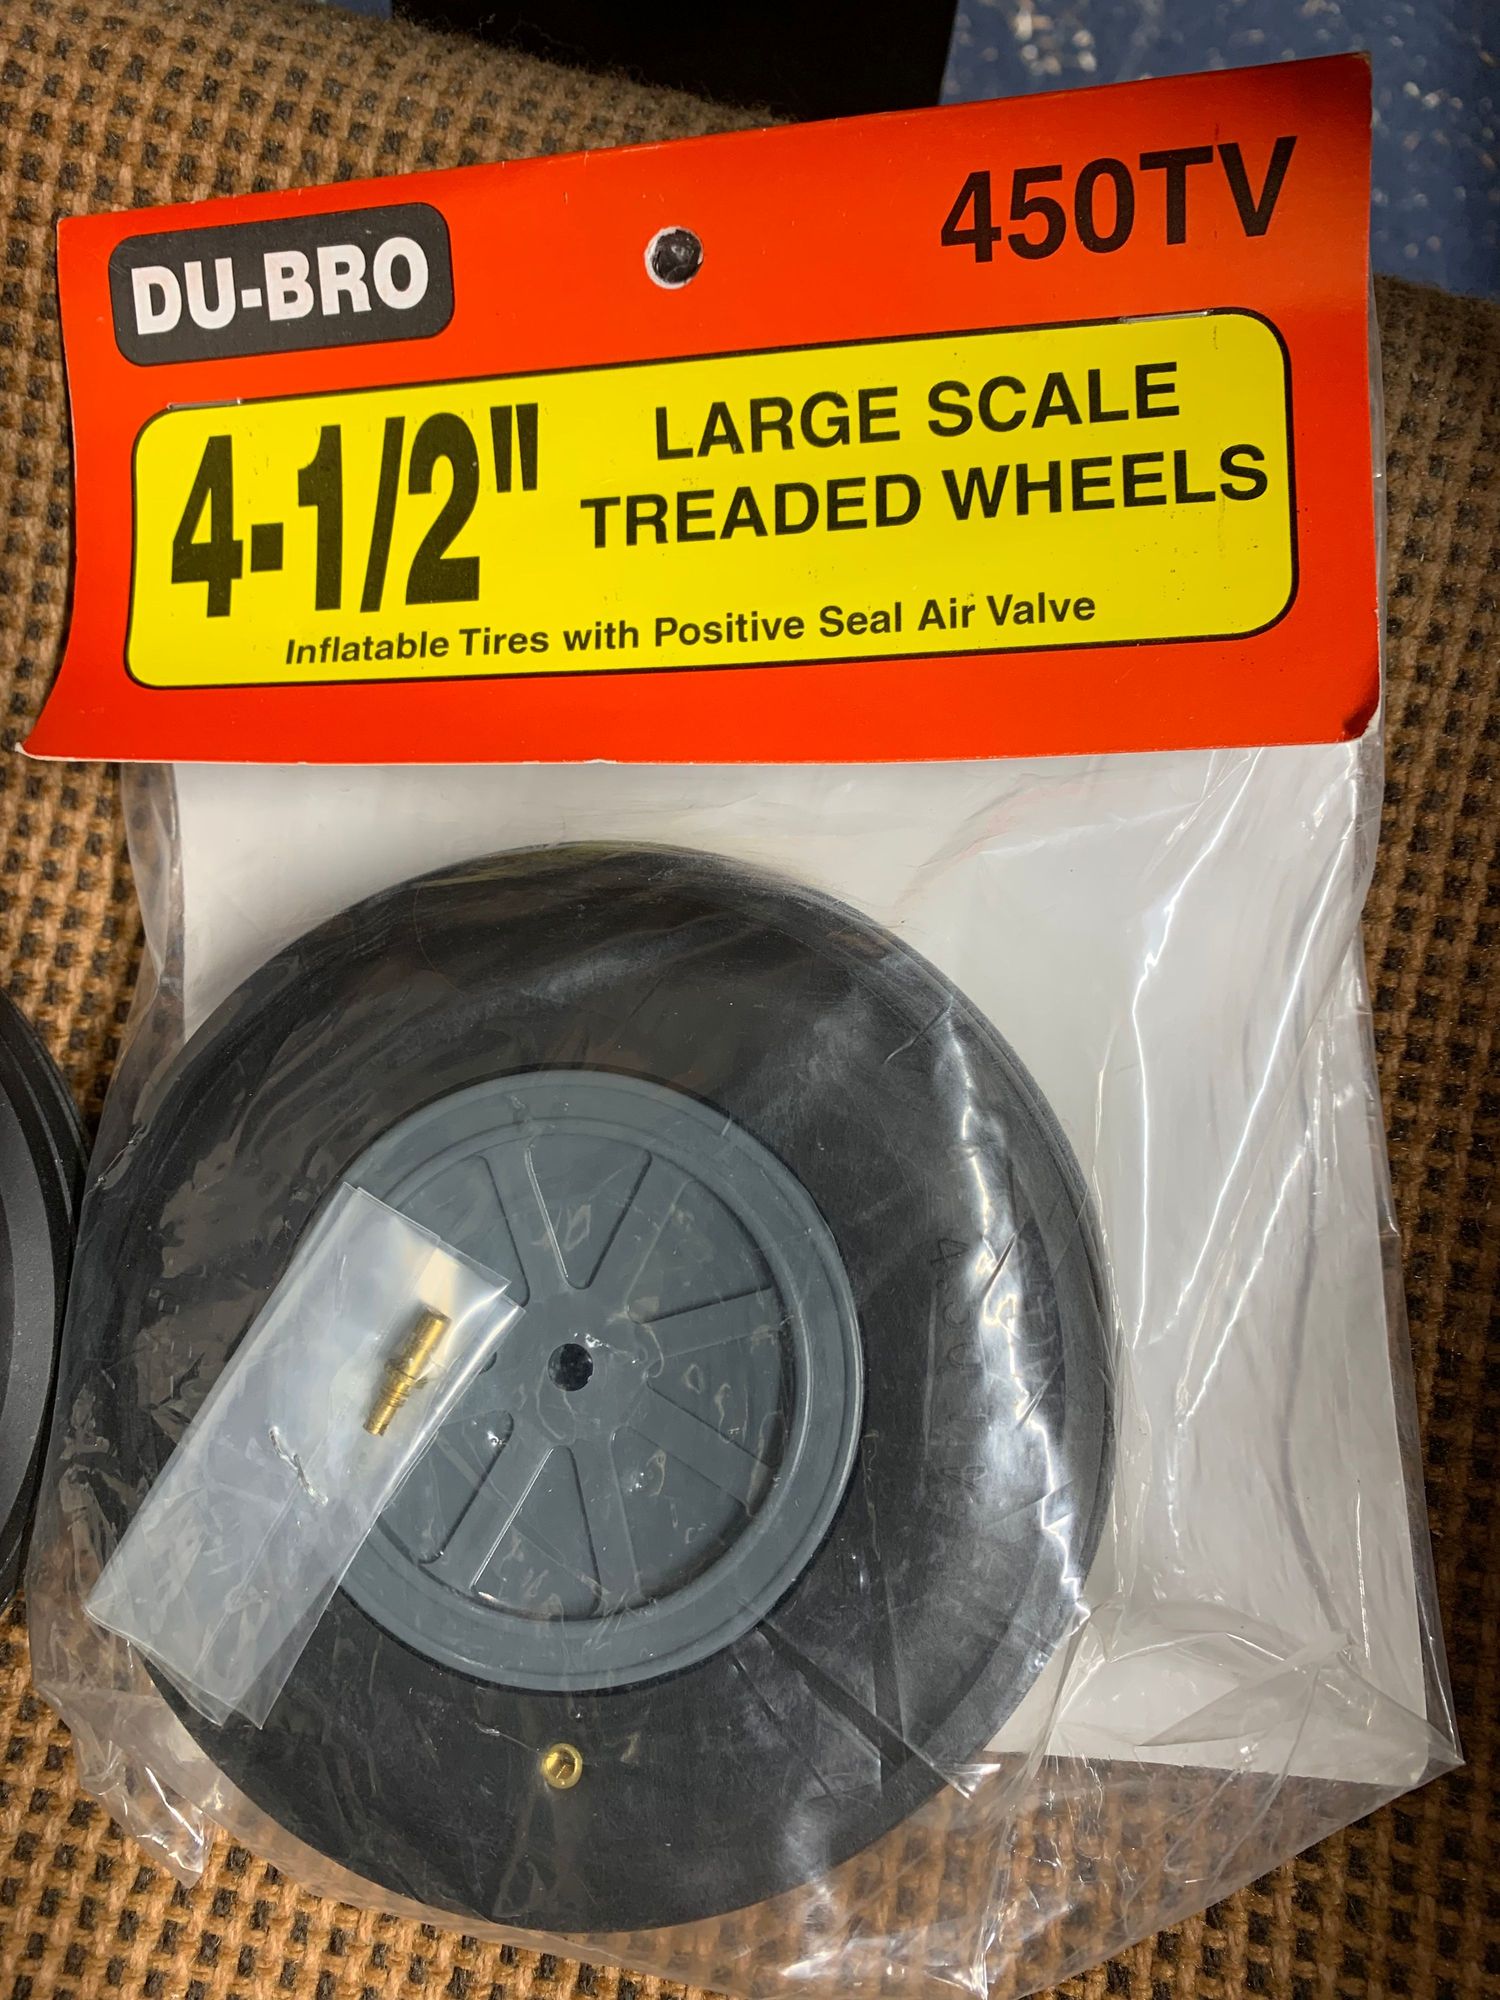 DU-BRO
450TV
4-1/2"
LARGE SCALE
TREADED WHEELS
Inflatable Tires with Positive Seal Air Valve